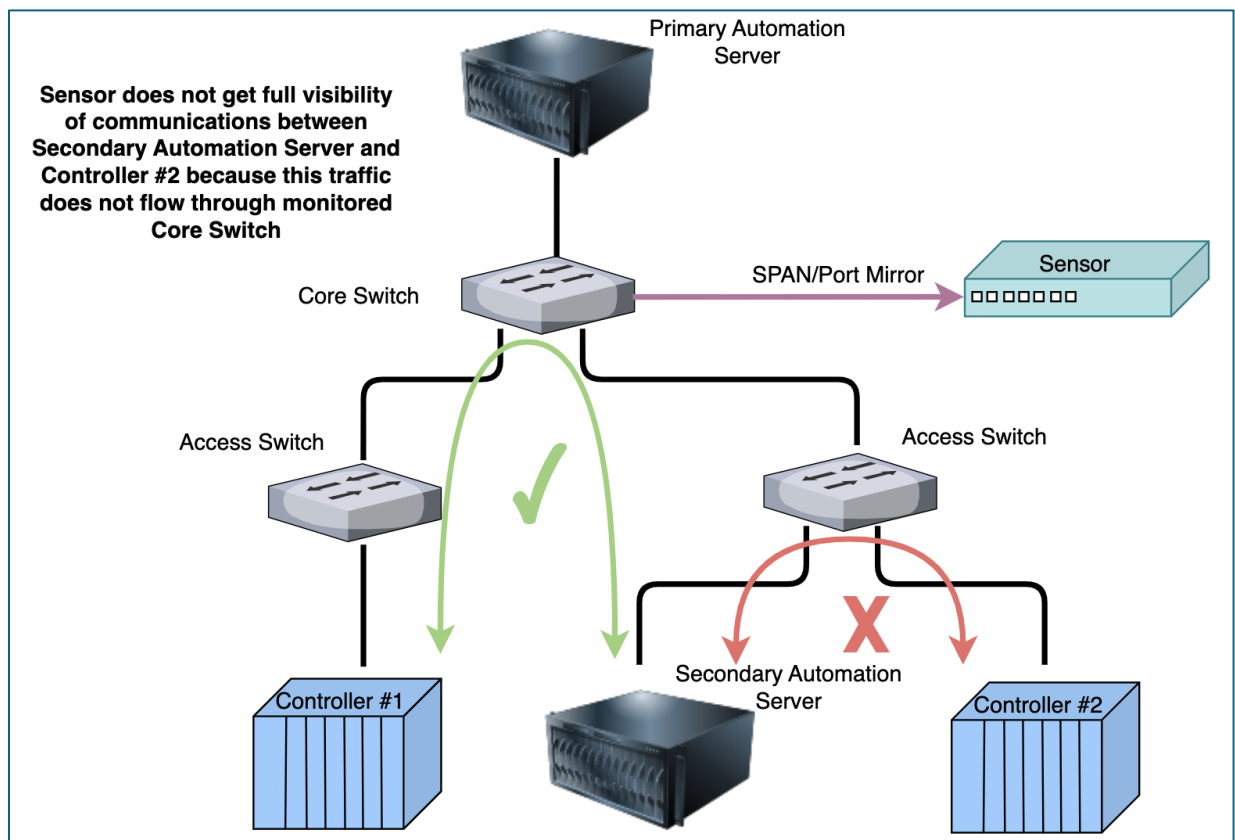 Primary Automation
Server
Sensor does not get full visibility
of communications between
Secondary Automation Server and
Controller #2 because this traffic
does not flow through monitored
Core Switch
Core Switch
SPAN/Port Mirror
Sensor
Access Switch
Access Switch
X
Controller #1
Secondary Automation
Server
Controller #2